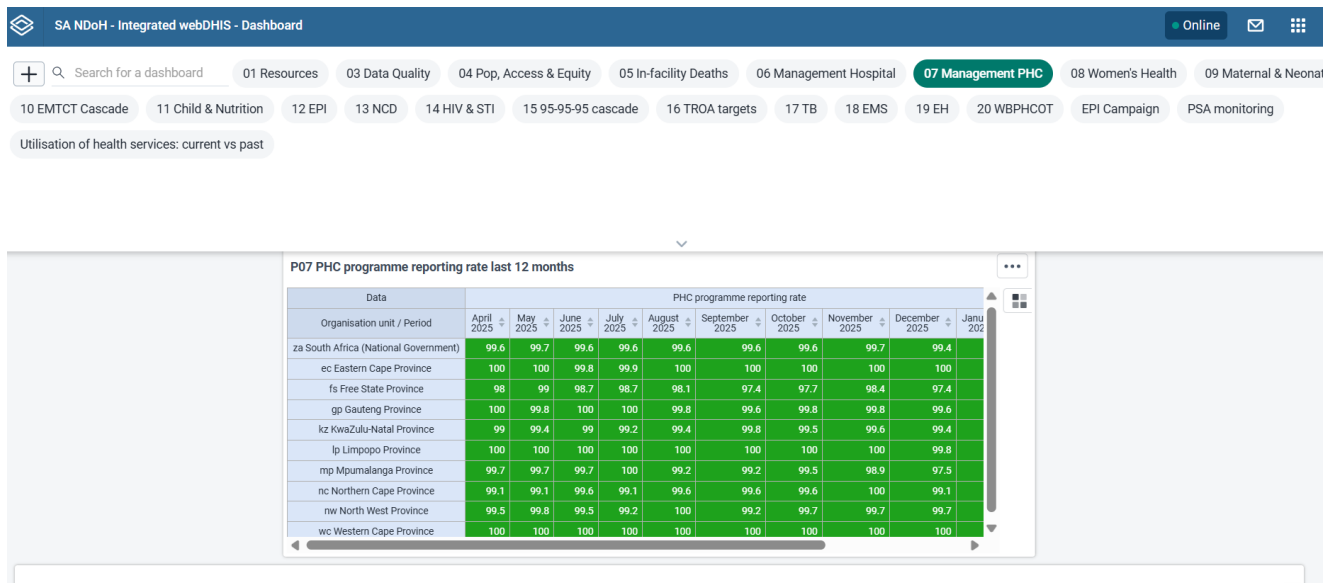 SA NDoH - Integrated webDHIS - Dashboard
Online
Search for a dashboard
01 Resources
03 Data Quality
04 Pop, Access & Equity
05 In-facility Deaths
06 Management Hospital
07 Management PHC
08 Women's Health
09 Maternal & Neonat
10 EMTCT Cascade
11 Child & Nutrition
12 EPI
13 NCD
14 HIV & STI
15 95-95-95 cascade
16 TROA targets
17 TB
18 EMS
19 EH
20 WBPHCOT
EPI Campaign
PSA monitoring
Utilisation of health services: current vs past
P07 PHC programme reporting rate last 12 months
Data PHC programme reporting rate
Organisation unit / Period April 2025 May 2025 June 2025 July 2025 August 2025 September 2025 October 2025 November 2025 December 2025 Janu 202
za South Africa (National Government) 99.6 99.7 99.6 99.6 99.6 99.6 99.6 99.7 99.4
ec Eastern Cape Province 100 100 99.8 99.9 100 100 100 100 100
fs Free State Province 98 99 98.7 98.7 98.1 97.4 97.7 98.4 97.4
gp Gauteng Province 100 99.8 100 100 99.8 99.6 99.8 99.8 99.6
kz KwaZulu-Natal Province 99 99.4 99 99.2 99.4 99.8 99.5 99.6 99.4
lp Limpopo Province 100 100 100 100 100 100 100 100 99.8
mp Mpumalanga Province 99.7 99.7 99.7 100 99.2 99.2 99.5 98.9 97.5
nc Northern Cape Province 99.1 99.1 99.6 99.1 99.6 99.6 99.6 100 99.1
nw North West Province 99.5 99.8 99.5 99.2 100 99.2 99.7 99.7 99.7
wc Western Cape Province 100 100 100 100 100 100 100 100 100